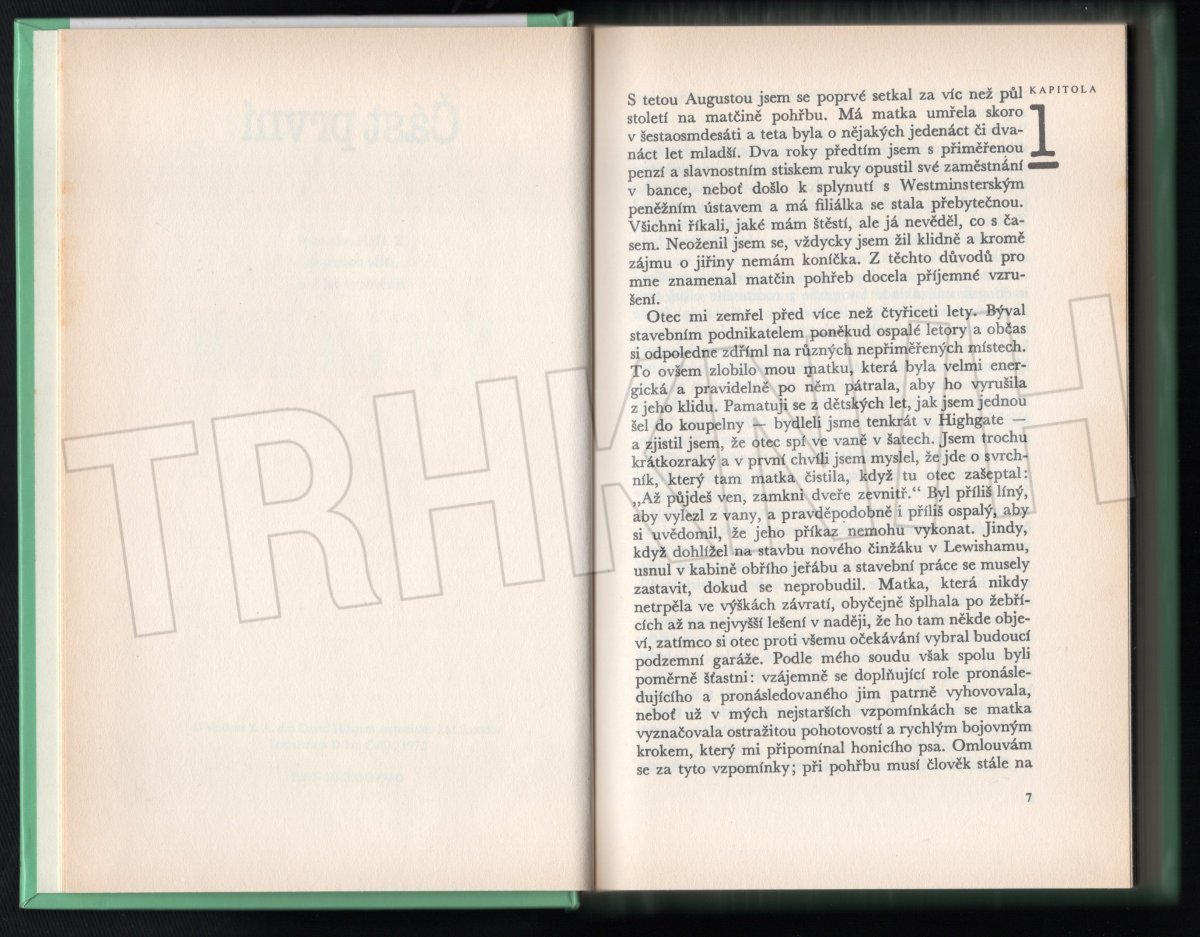 Část první
S tetou Augustou jsem se poprvé setkal za víc než půl
KAPITOLA
1
století na matčině pohřbu. Má matka umřela skoro
v šestaosmdesáti a teta byla o nějakých jedenáct či dva-
náct let mladší. Dva roky předtím jsem s přiměřenou
penzí a slavnostním stiskem ruky opustil své zaměstnání
v bance, neboť došlo k splynutí s Westminsterským
peněžním ústavem a má filiálka se stala přebytečnou.
Všichni říkali, jaké mám štěstí, ale já nevěděl, co s ča-
sem. Neoženil jsem se, vždycky jsem žil klidně a kromě
zájmu o jiřiny nemám koníčka. Z těchto důvodů pro
mne znamenal matčin pohřeb docela příjemné vzru-
šení.
Otec mi zemřel před více než čtyřiceti lety. Býval
stavebním podnikatelem poněkud ospalé letory a občas
si odpoledne zdříml na různých nepřiměřených místech.
To ovšem zlobilo mou matku, která byla velmi ener-
gická a pravidelně po něm pátrala, aby ho vyrušila
z jeho klidu. Pamatuji se z dětských let, jak jsem jednou
šel do koupelny — bydleli jsme tenkrát v Highgate —
a zjistil jsem, že otec spí ve vaně v šatech. Jsem trochu
krátkozraký a v první chvíli jsem myslel, že jde o svrch-
ník, který tam matka čistila, když tu otec zašeptal:
„Až půjdeš ven, zamkni dveře zevnitř.“ Byl příliš líný,
aby vylezl z vany, a pravděpodobně i příliš ospalý, aby
si uvědomil, že jeho příkaz nemohu vykonat. Jindy,
když dohlížel na stavbu nového činžáku v Lewishamu,
usnul v kabině obřího jeřábu a stavební práce se musely
zastavit, dokud se neprobudil. Matka, která nikdy
netrpěla ve výškách závratí, obyčejně šplhala po žebří-
cích až na nejvyšší lešení v naději, že ho tam někde obje-
ví, zatímco si otec proti všemu očekávání vybral budoucí
podzemní garáže. Podle mého soudu však spolu byli
poměrně šťastni: vzájemně se doplňující role pronásle-
dujícího a pronásledovaného jim patrně vyhovovala,
neboť už v mých nejstarších vzpomínkách se matka
vyznačovala ostražitou pohotovostí a rychlým bojovným
krokem, který mi připomínal honicího psa. Omlouvám
se za tyto vzpomínky; při pohřbu musí člověk stále na
7
TRHKNIH